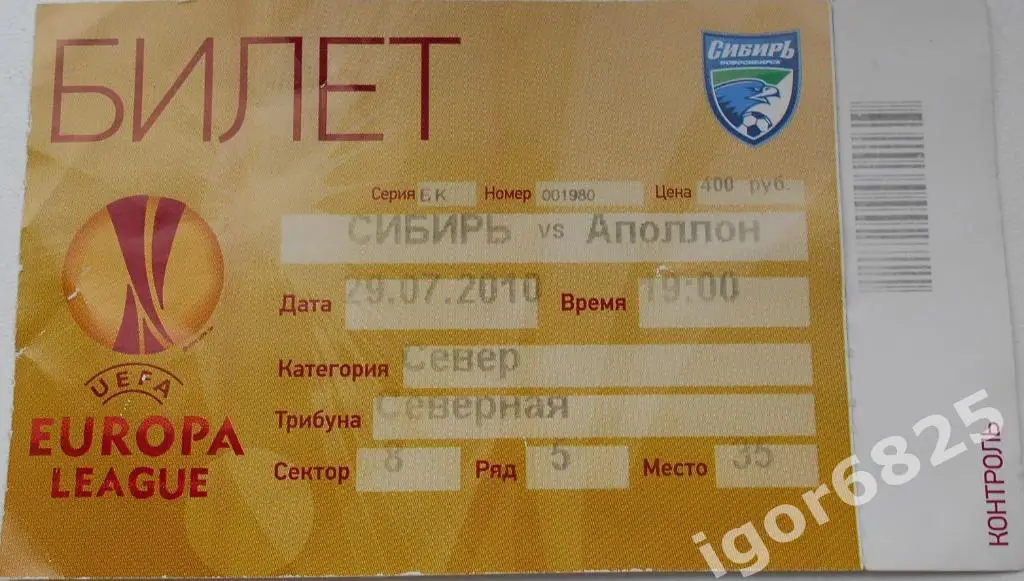 БИЛЕТ
СИБИРЬ
НОВОСИБИРСК
Серия БК Номер 001980 Цена 400 руб.
СИБИРЬ vs Аполлон
Дата 29.07.2010 Время 19:00
Категория Север
Трибуна Северная
Сектор 8 Ряд 5 Место 35
UEFA
EUROPA
LEAGUE
КОНТРОЛЬ
igor6825